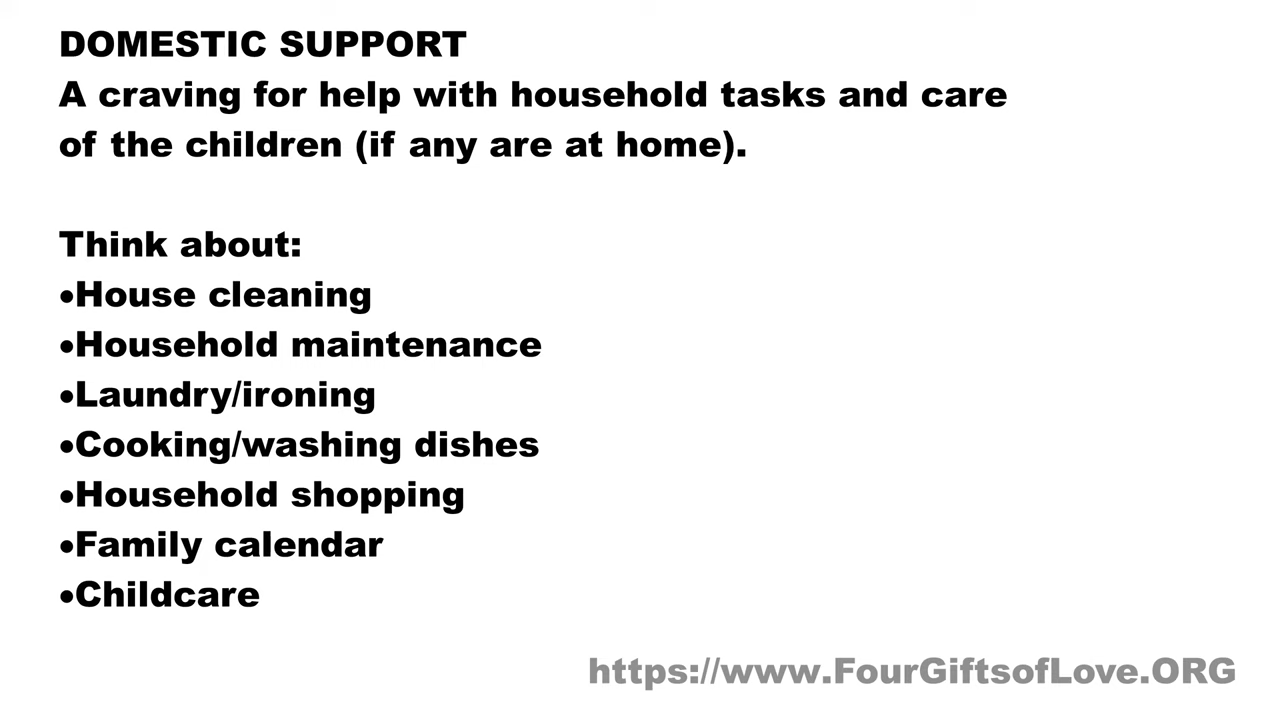 DOMESTIC SUPPORT
A craving for help with household tasks and care
of the children (if any are at home).
Think about:
•House cleaning
•Household maintenance
•Laundry/ironing
•Cooking/washing dishes
•Household shopping
•Family calendar
•Childcare
https://www.FourGiftsofLove.ORG